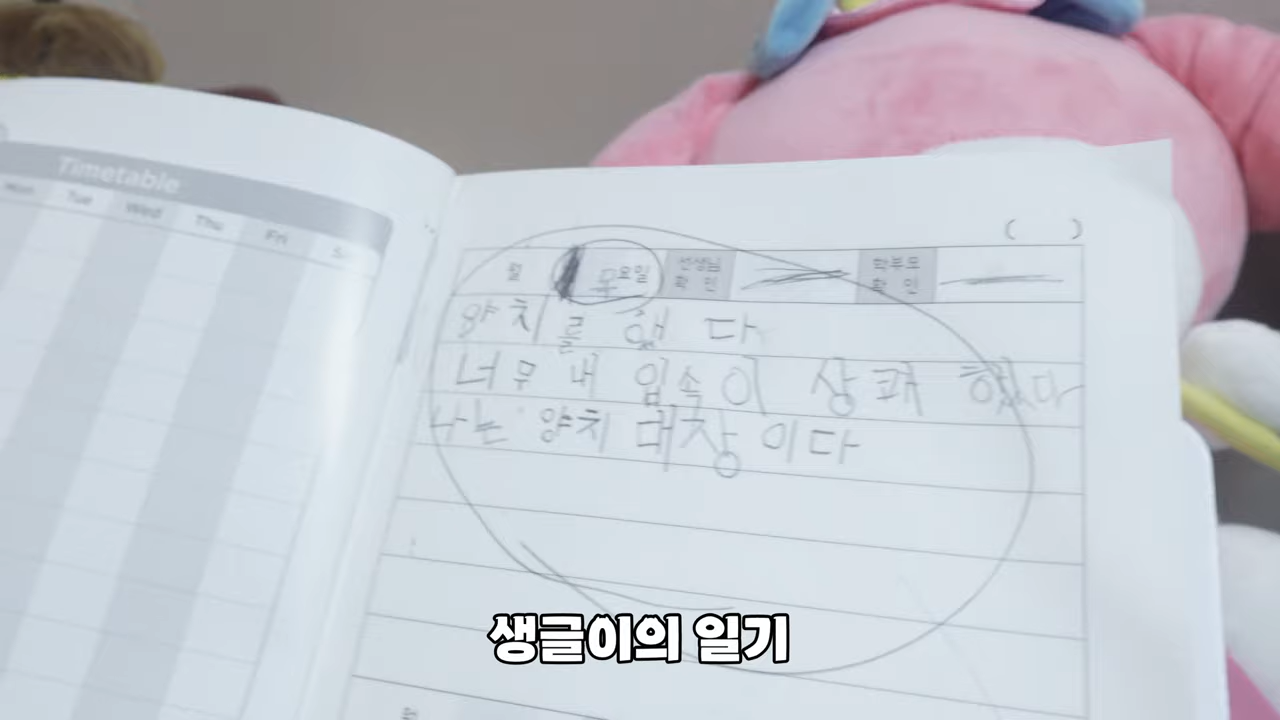 Timetable
Mon Tue Wed Thu Fri
( )
월 무요일 선생님 확인 학부모 확인
양치를 했다
너무 내 입속이 상쾌 했다
나는 양치 대장 이다
생글이의 일기